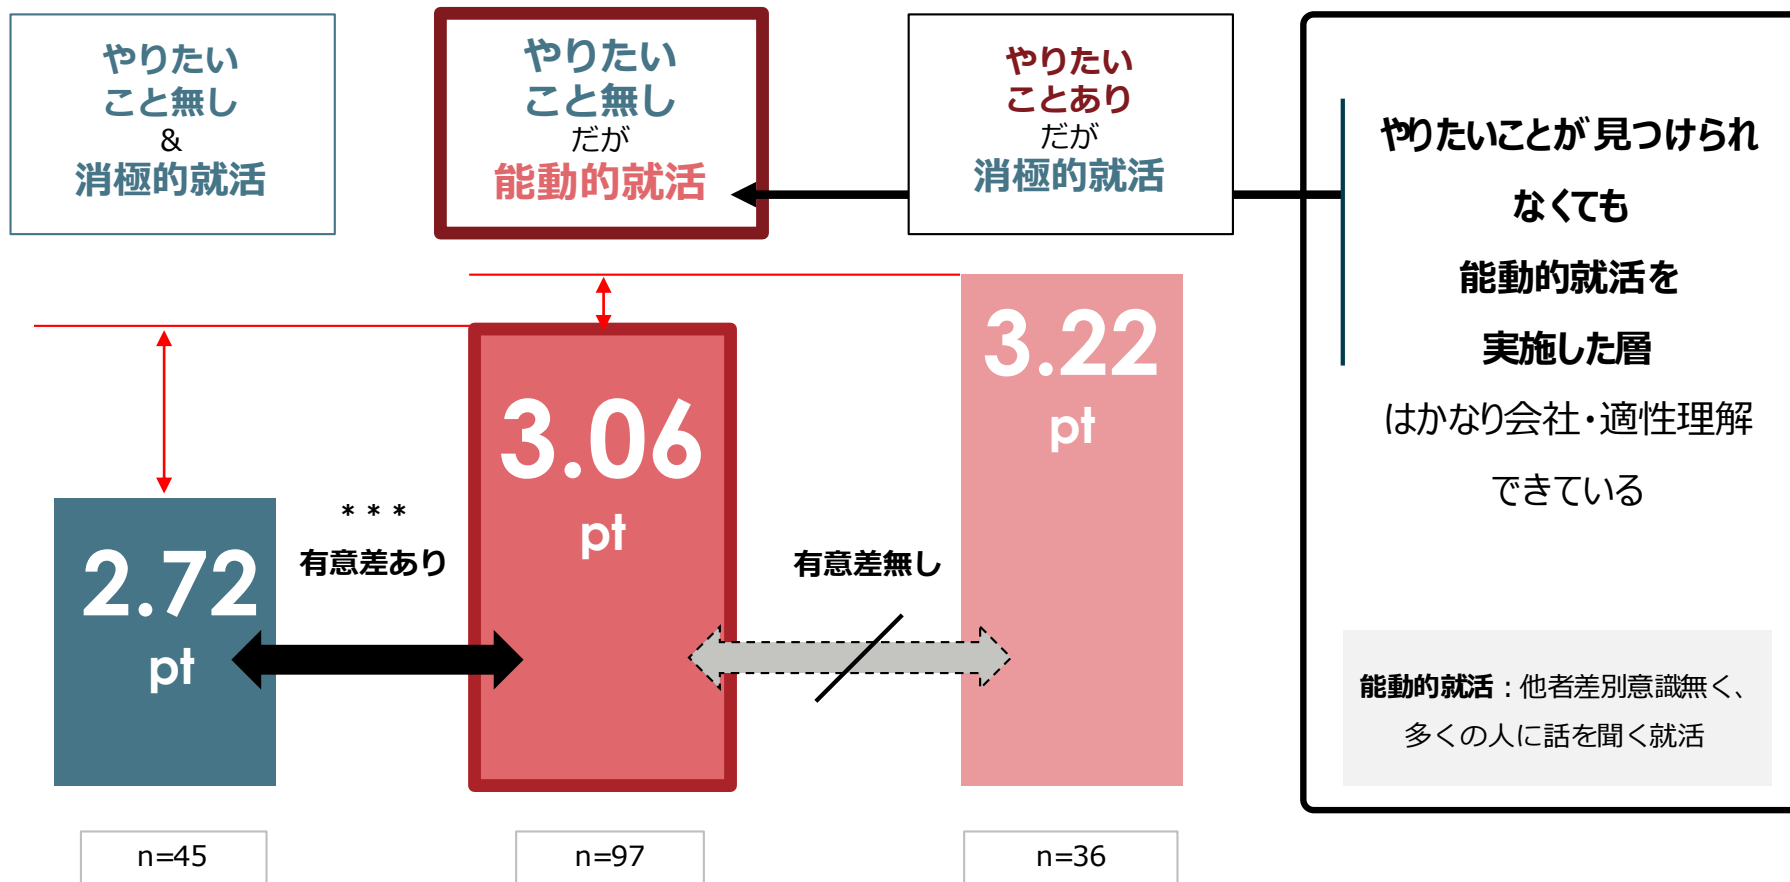 やりたい
こと無し
&
消極的就活
やりたい
こと無し
だが
能動的就活
やりたい
ことあり
だが
消極的就活
やりたいことが見つけられ
なくても
能動的就活を
実施した層
はかなり会社・適性理解
できている
能動的就活：他者差別意識無く、
多くの人に話を聞く就活
2.72
pt
***
有意差あり
3.06
pt
有意差無し
3.22
pt
n=45
n=97
n=36